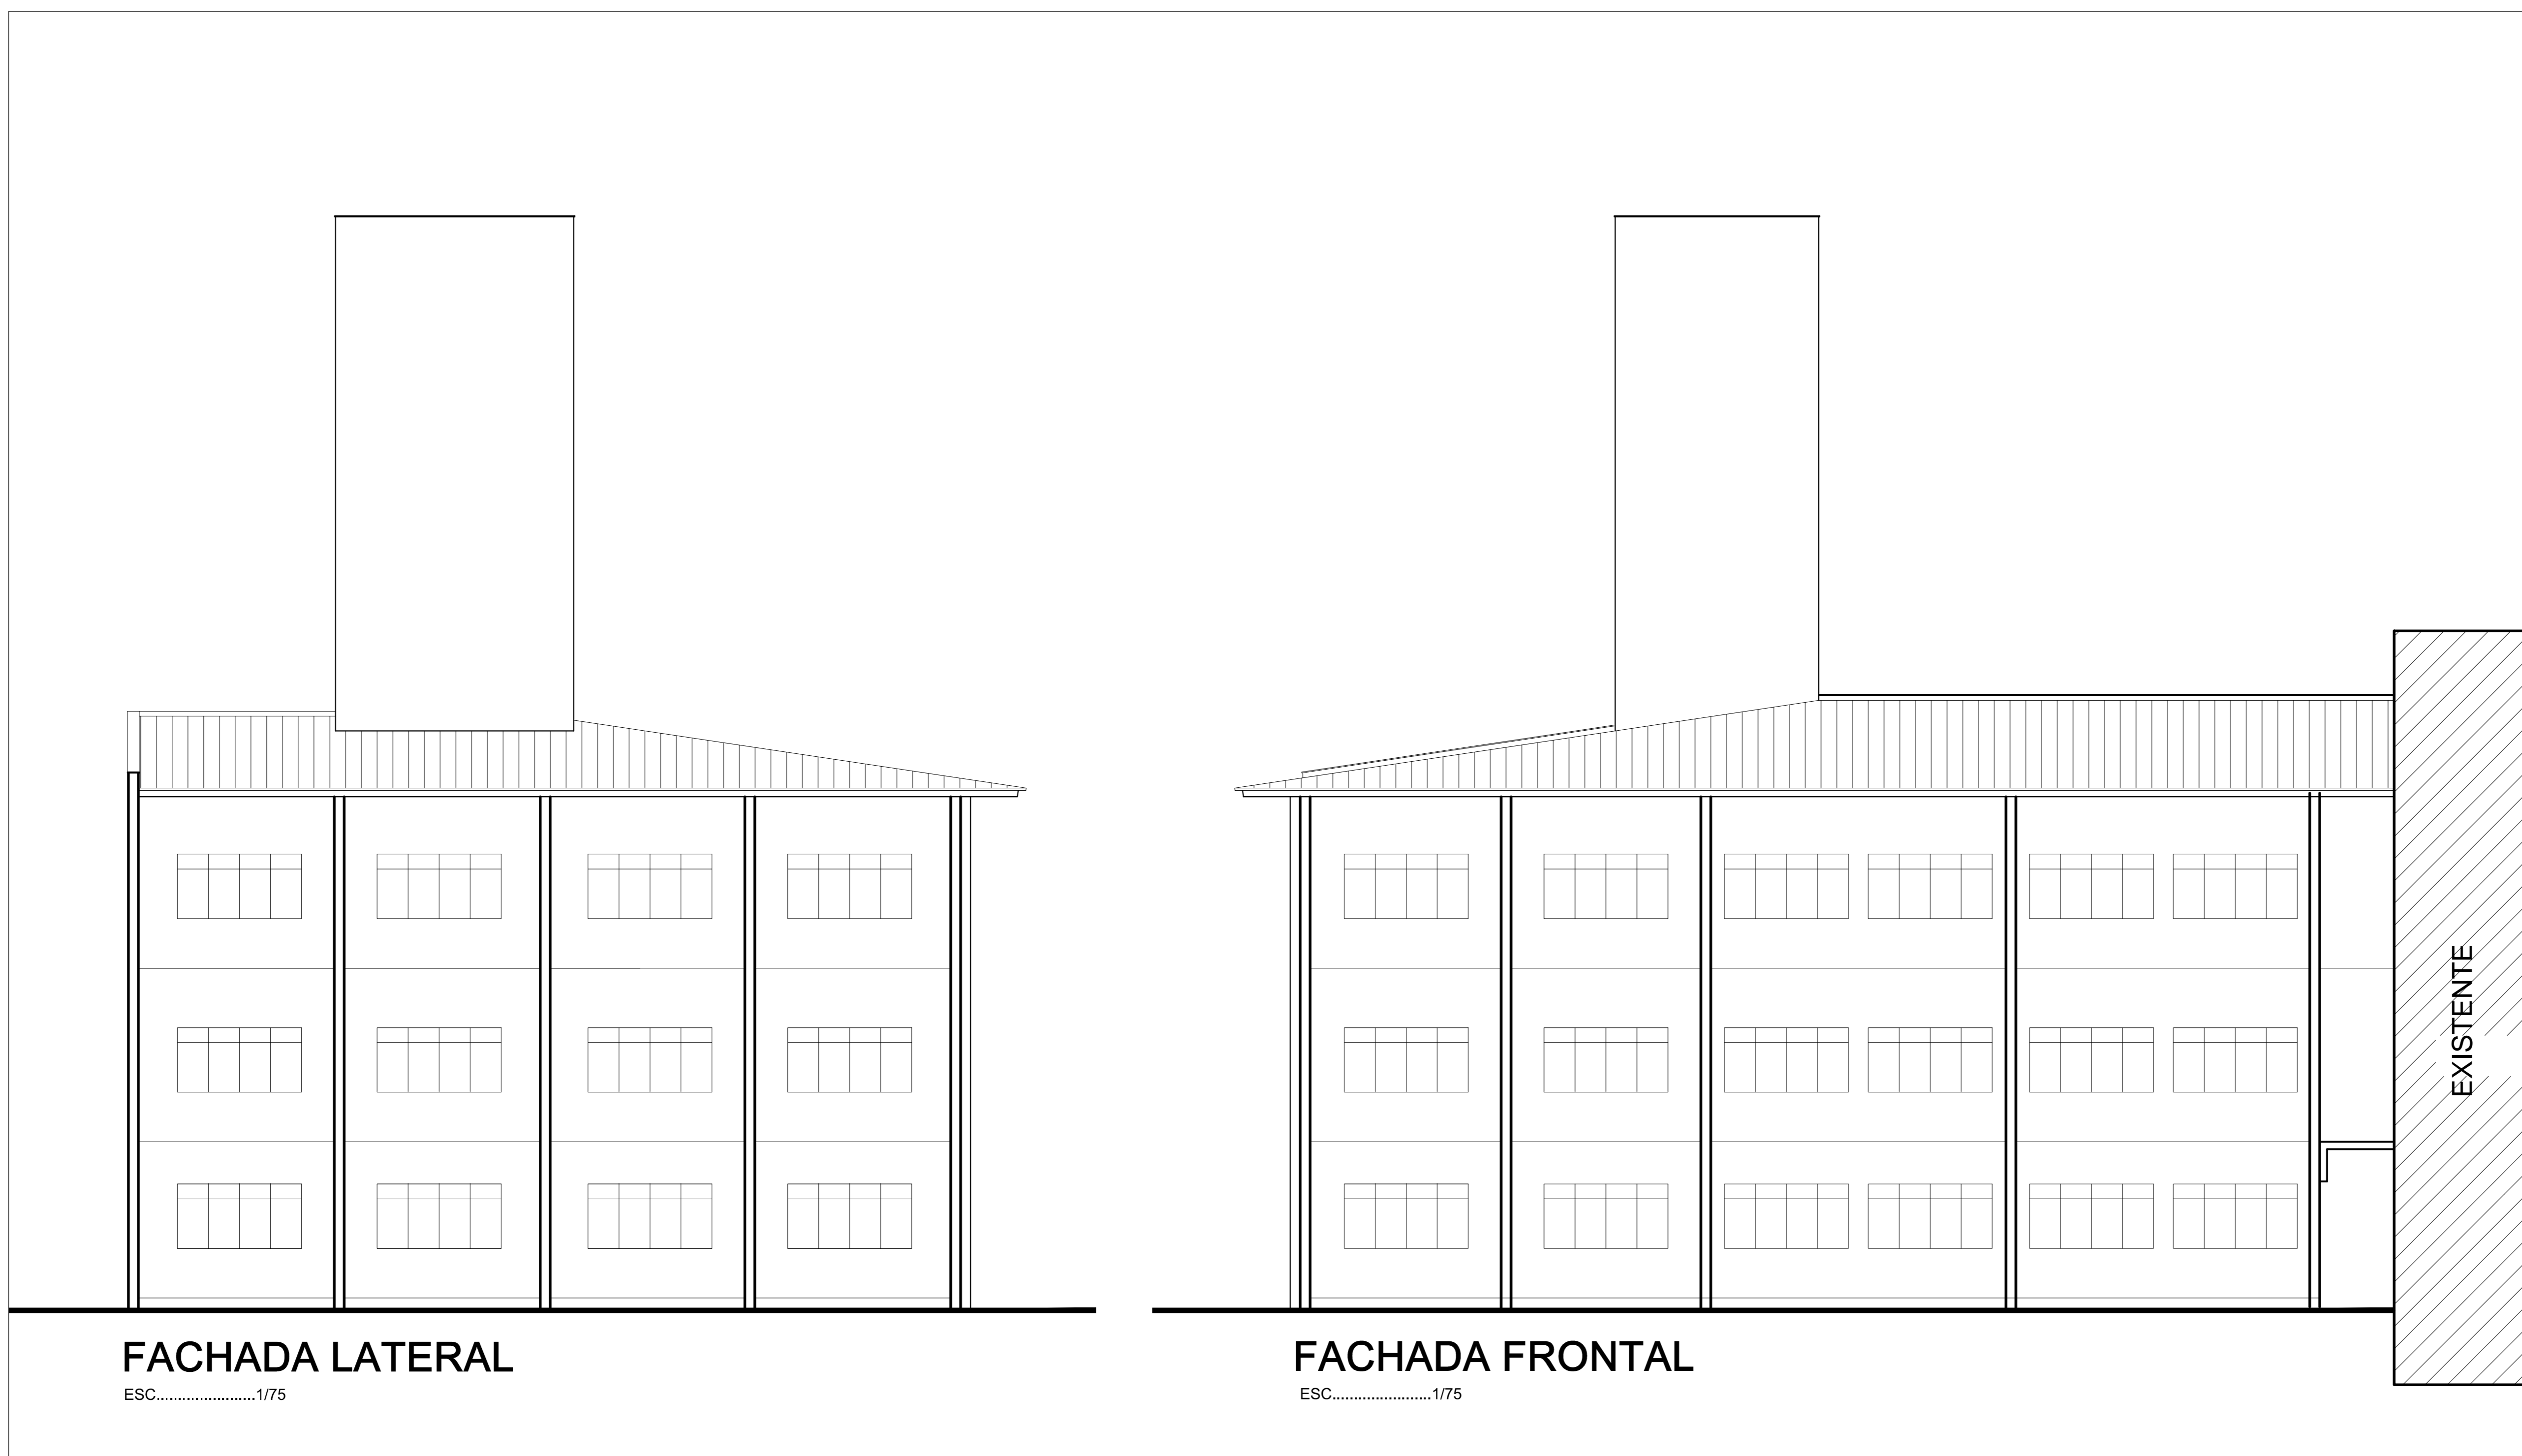 EXISTENTE
FACHADA LATERAL
ESC.......................1/75
FACHADA FRONTAL
ESC.......................1/75